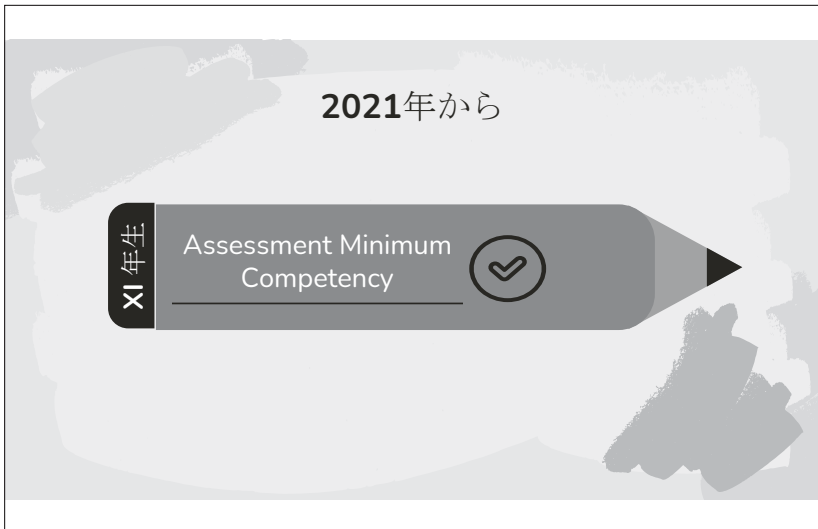 2021年から
XI 年生
Assessment Minimum
Competency